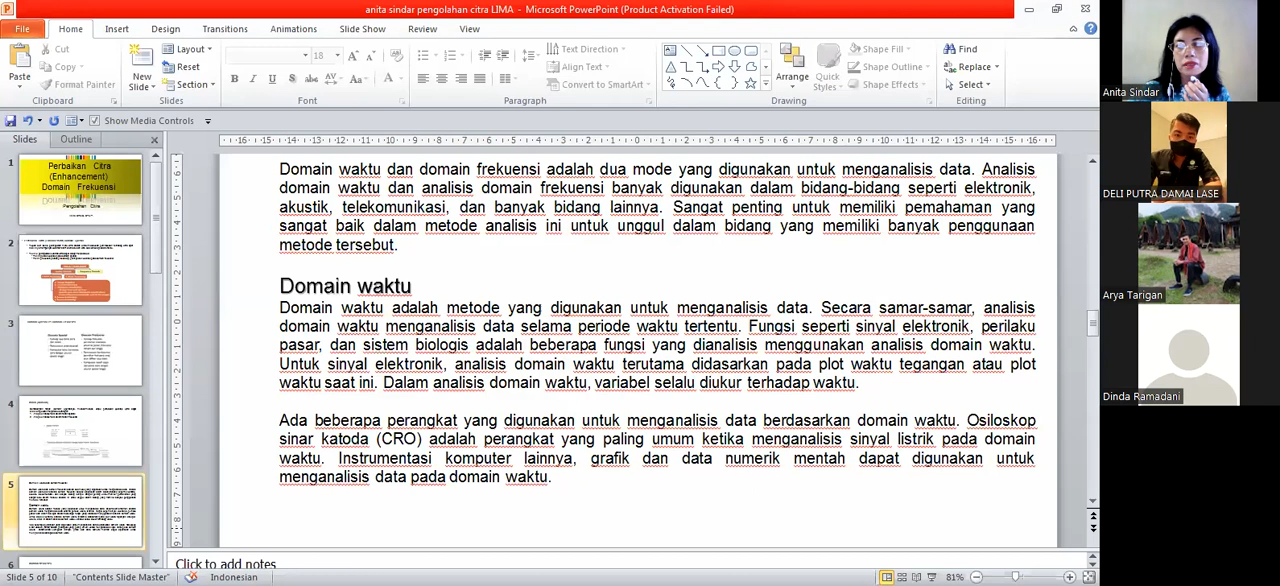 anita sindar pengolahan citra LIMA - Microsoft PowerPoint (Product Activation Failed)
File Home Insert Design Transitions Animations Slide Show Review View
Paste
Cut
Copy
Format Painter
Clipboard
New Slide
Layout
Reset
Section
Slides
18
Font
Text Direction
Align Text
Convert to SmartArt
Paragraph
Arrange
Quick Styles
Shape Fill
Shape Outline
Shape Effects
Drawing
Find
Replace
Select
Editing
Show Media Controls
Slides Outline
1
Perbaikan Citra
(Enhancement)
Domain Frekuensi
Pengolahan Citra
2
3
4
5
6
Domain waktu dan domain frekuensi adalah dua mode yang digunakan untuk menganalisis data. Analisis
domain waktu dan analisis domain frekuensi banyak digunakan dalam bidang-bidang seperti elektronik,
akustik, telekomunikasi, dan banyak bidang lainnya. Sangat penting untuk memiliki pemahaman yang
sangat baik dalam metode analisis ini untuk unggul dalam bidang yang memiliki banyak penggunaan
metode tersebut.
Domain waktu
Domain waktu adalah metode yang digunakan untuk menganalisis data. Secara samar-samar, analisis
domain waktu menganalisis data selama periode waktu tertentu. Fungsi seperti sinyal elektronik, perilaku
pasar, dan sistem biologis adalah beberapa fungsi yang dianalisis menggunakan analisis domain waktu.
Untuk sinyal elektronik, analisis domain waktu terutama didasarkan pada plot waktu tegangan atau plot
waktu saat ini. Dalam analisis domain waktu, variabel selalu diukur terhadap waktu.
Ada beberapa perangkat yang digunakan untuk menganalisis data berdasarkan domain waktu. Osiloskop
sinar katoda (CRO) adalah perangkat yang paling umum ketika menganalisis sinyal listrik pada domain
waktu. Instrumentasi komputer lainnya, grafik dan data numerik mentah dapat digunakan untuk
menganalisis data pada domain waktu.
Click to add notes
Slide 5 of 10 "Contents Slide Master" Indonesian 81%
Anita Sindar
DELI PUTRA DAMAI LASE
Arya Tarigan
Dinda Ramadani